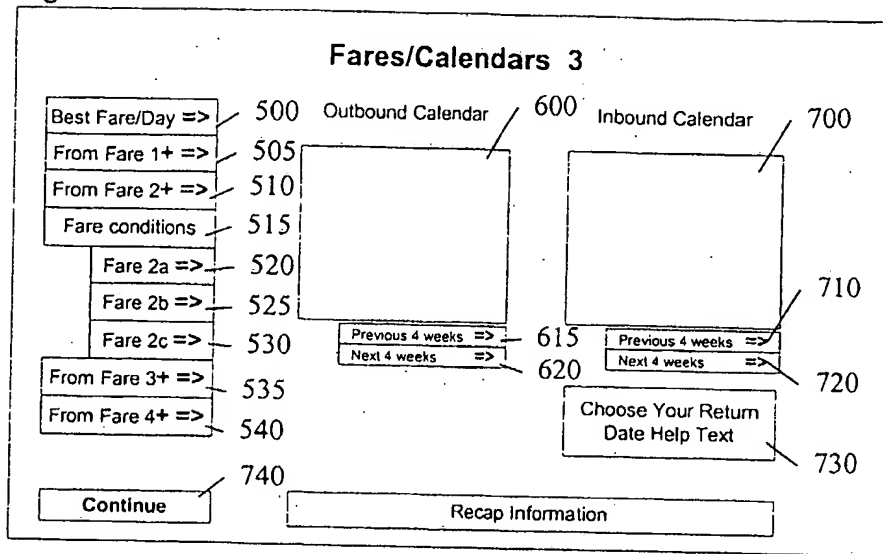 Fares/Calendars 3
Best Fare/Day => 500
From Fare 1+ => 505
From Fare 2+ => 510
Fare conditions 515
Fare 2a => 520
Fare 2b => 525
Fare 2c => 530
From Fare 3+ => 535
From Fare 4+ => 540
Outbound Calendar 600
Previous 4 weeks => 615
Next 4 weeks => 620
Inbound Calendar 700
Previous 4 weeks => 710
Next 4 weeks => 720
Choose Your Return
Date Help Text
730
740
Continue
Recap Information